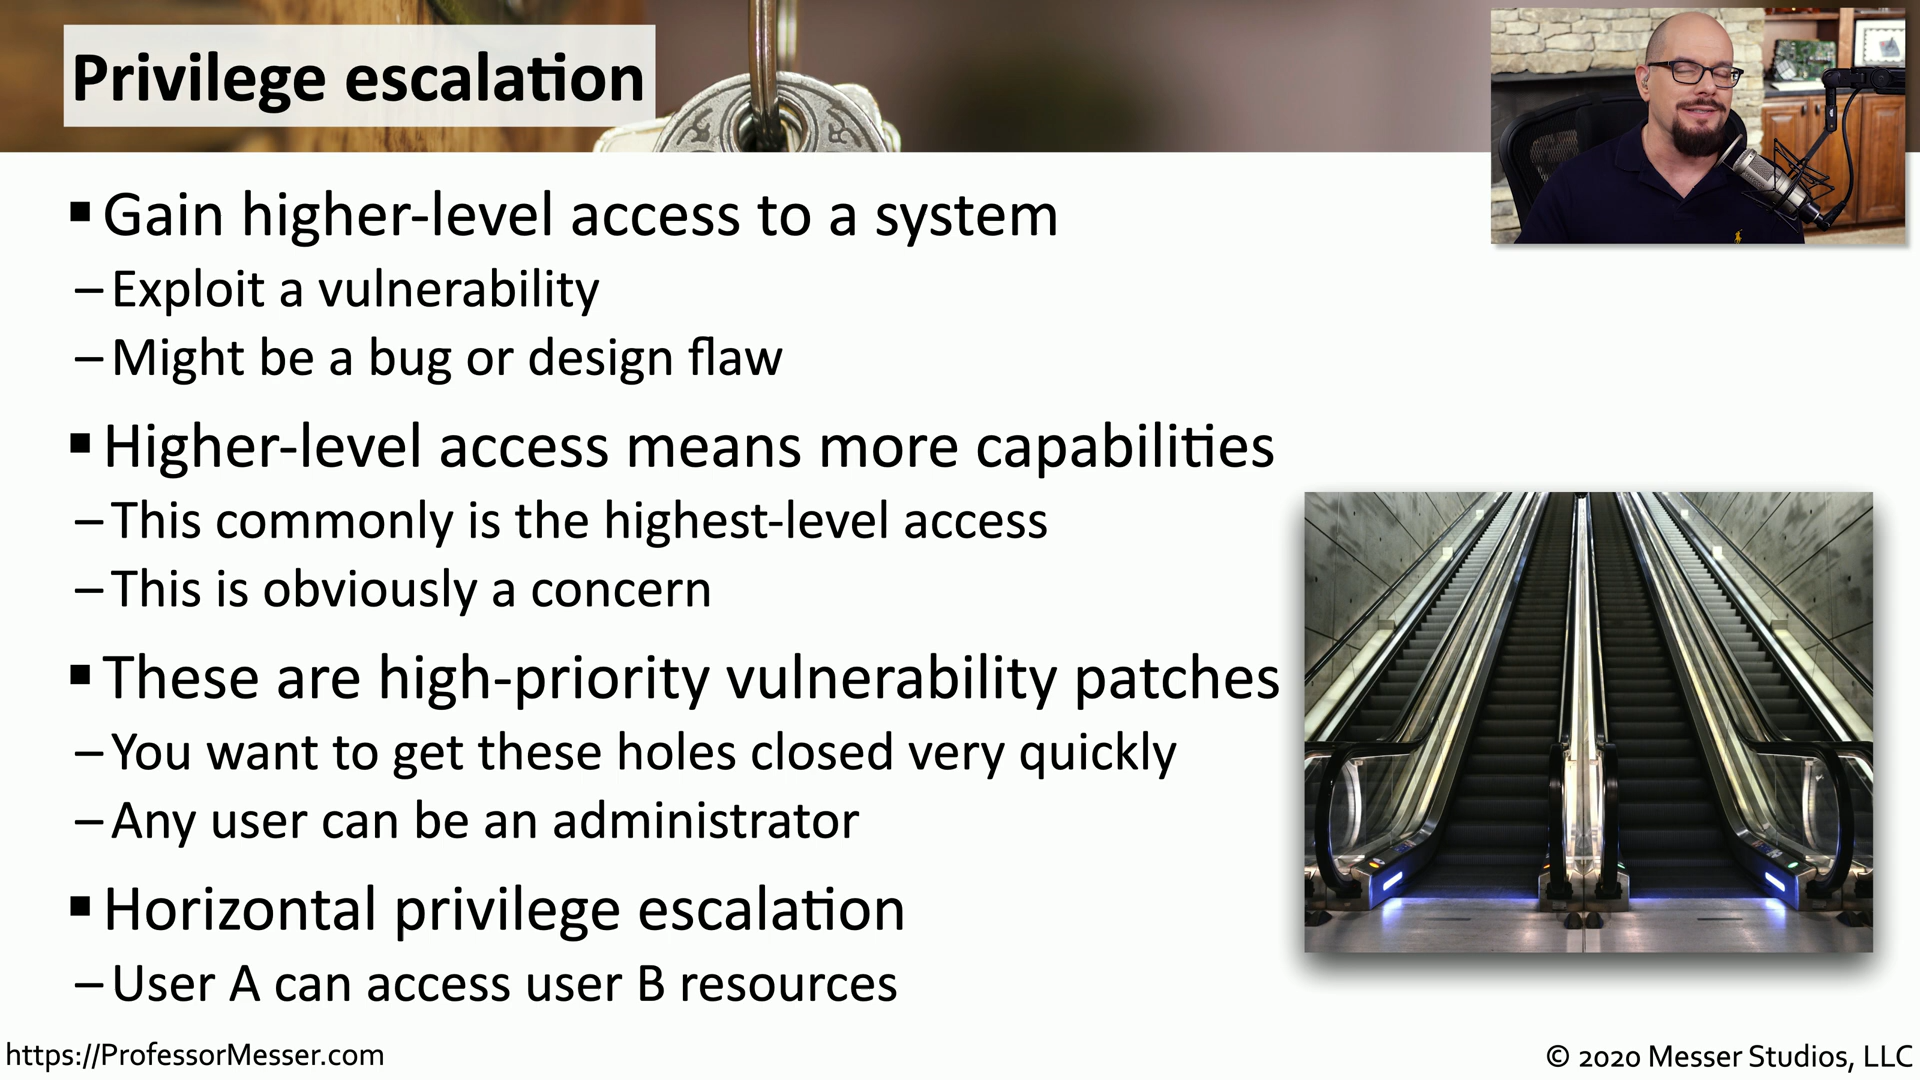 Privilege escalation
▪ Gain higher-level access to a system
– Exploit a vulnerability
– Might be a bug or design flaw
▪ Higher-level access means more capabilities
– This commonly is the highest-level access
– This is obviously a concern
▪ These are high-priority vulnerability patches
– You want to get these holes closed very quickly
– Any user can be an administrator
▪ Horizontal privilege escalation
– User A can access user B resources
https://ProfessorMesser.com
© 2020 Messer Studios, LLC